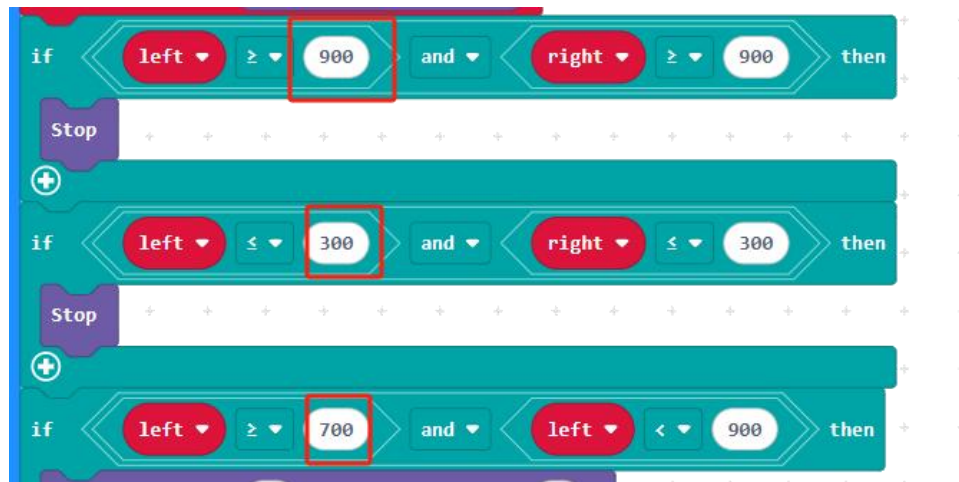 if left ≥ 900 and right ≥ 900 then
Stop
if left ≤ 300 and right ≤ 300 then
Stop
if left ≥ 700 and left < 900 then